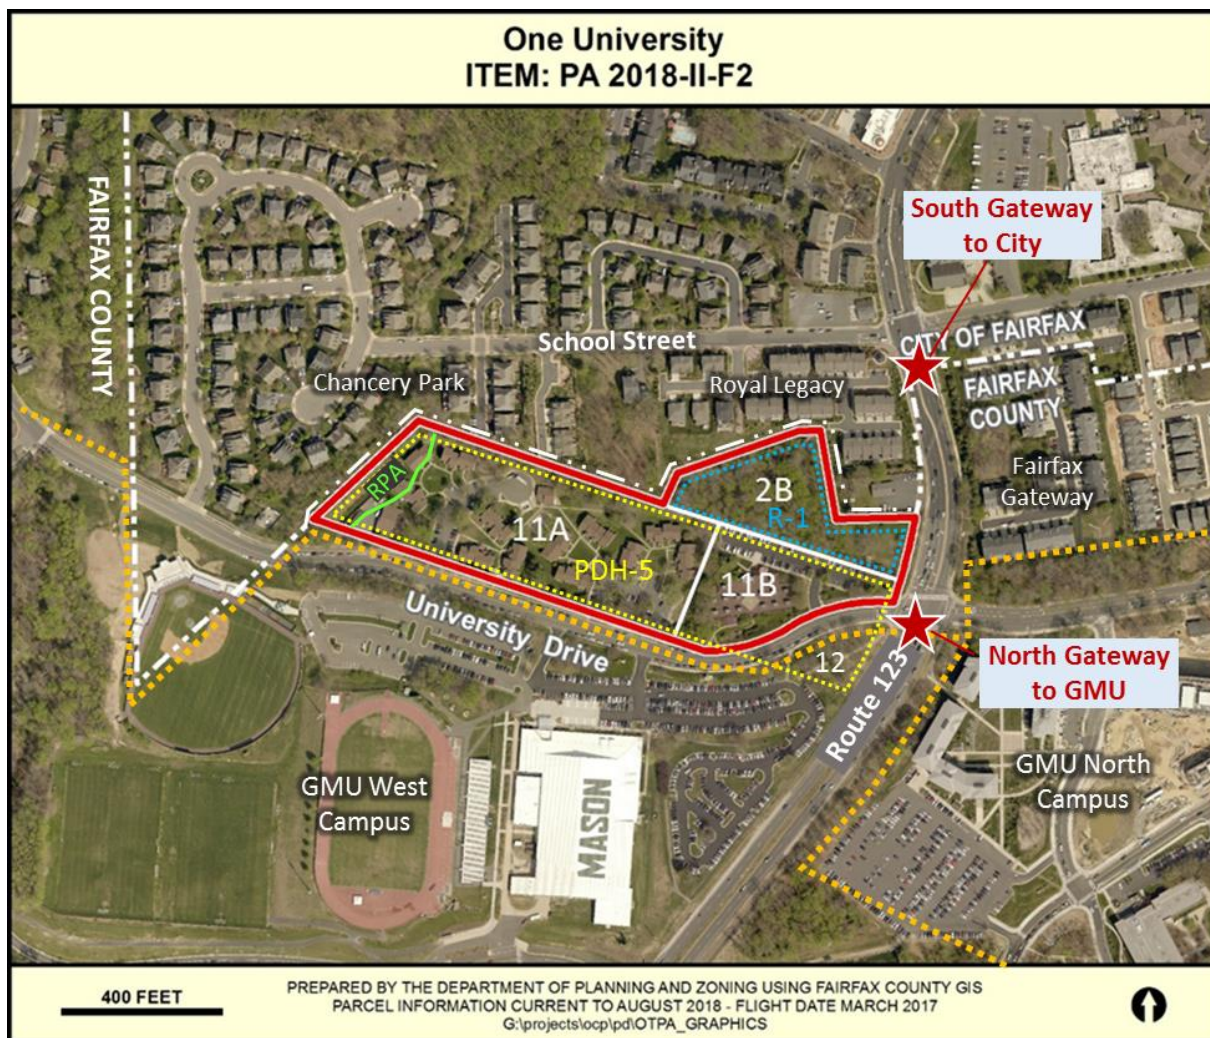 One University
ITEM: PA 2018-II-F2
FAIRFAX COUNTY
South Gateway
to City
CITY OF FAIRFAX
FAIRFAX
COUNTY
School Street
Chancery Park
Royal Legacy
Fairfax
Gateway
RPA
2B
R-1
11A
PDH-5
11B
University Drive
12
North Gateway
to GMU
Route 123
GMU West
Campus
MASON
GMU North
Campus
400 FEET
PREPARED BY THE DEPARTMENT OF PLANNING AND ZONING USING FAIRFAX COUNTY GIS
PARCEL INFORMATION CURRENT TO AUGUST 2018 - FLIGHT DATE MARCH 2017
G:\projects\ocp\pd\OTPA_GRAPHICS